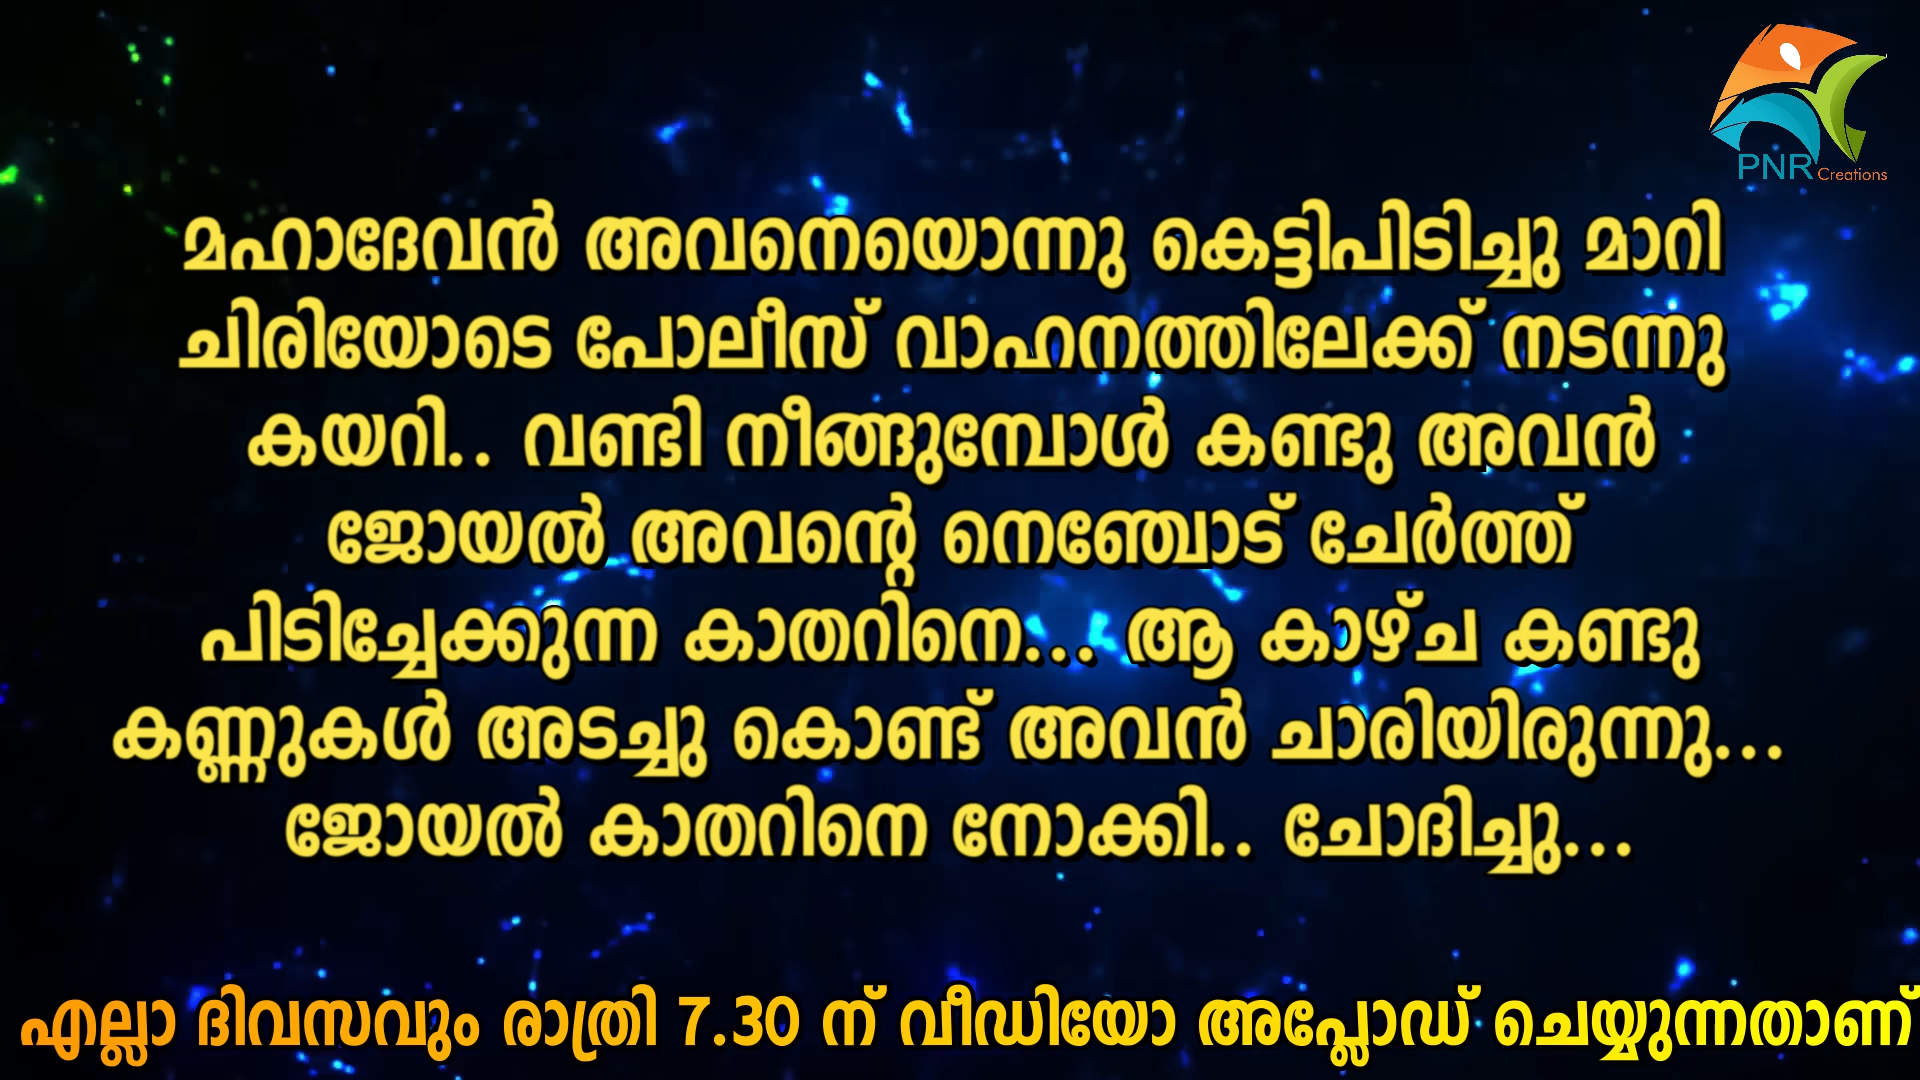 PNR Creations
മഹാദേവൻ അവനെയൊന്നു കെട്ടിപിടിച്ചു മാറി
ചിരിയോടെ പോലീസ് വാഹനത്തിലേക്ക് നടന്നു
കയറി.. വണ്ടി നീങ്ങുമ്പോൾ കണ്ടു അവൻ
ജോയൽ അവന്റെ നെഞ്ചോട് ചേർത്ത്
പിടിച്ചേക്കുന്ന കാതറിനെ... ആ കാഴ്ച കണ്ടു
കണ്ണുകൾ അടച്ചു കൊണ്ട് അവൻ ചാരിയിരുന്നു...
ജോയൽ കാതറിനെ നോക്കി.. ചോദിച്ചു...
എല്ലാ ദിവസവും രാത്രി 7.30 ന് വീഡിയോ അപ്ലോഡ് ചെയ്യുന്നതാണ്